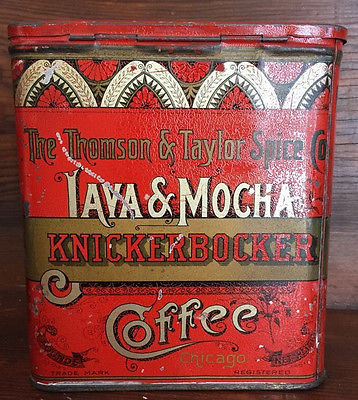 The Thomson & Taylor Spice Co
JAVA & MOCHA
KNICKERBOCKER
Coffee
Chicago
TRADE MARK
REGISTERED